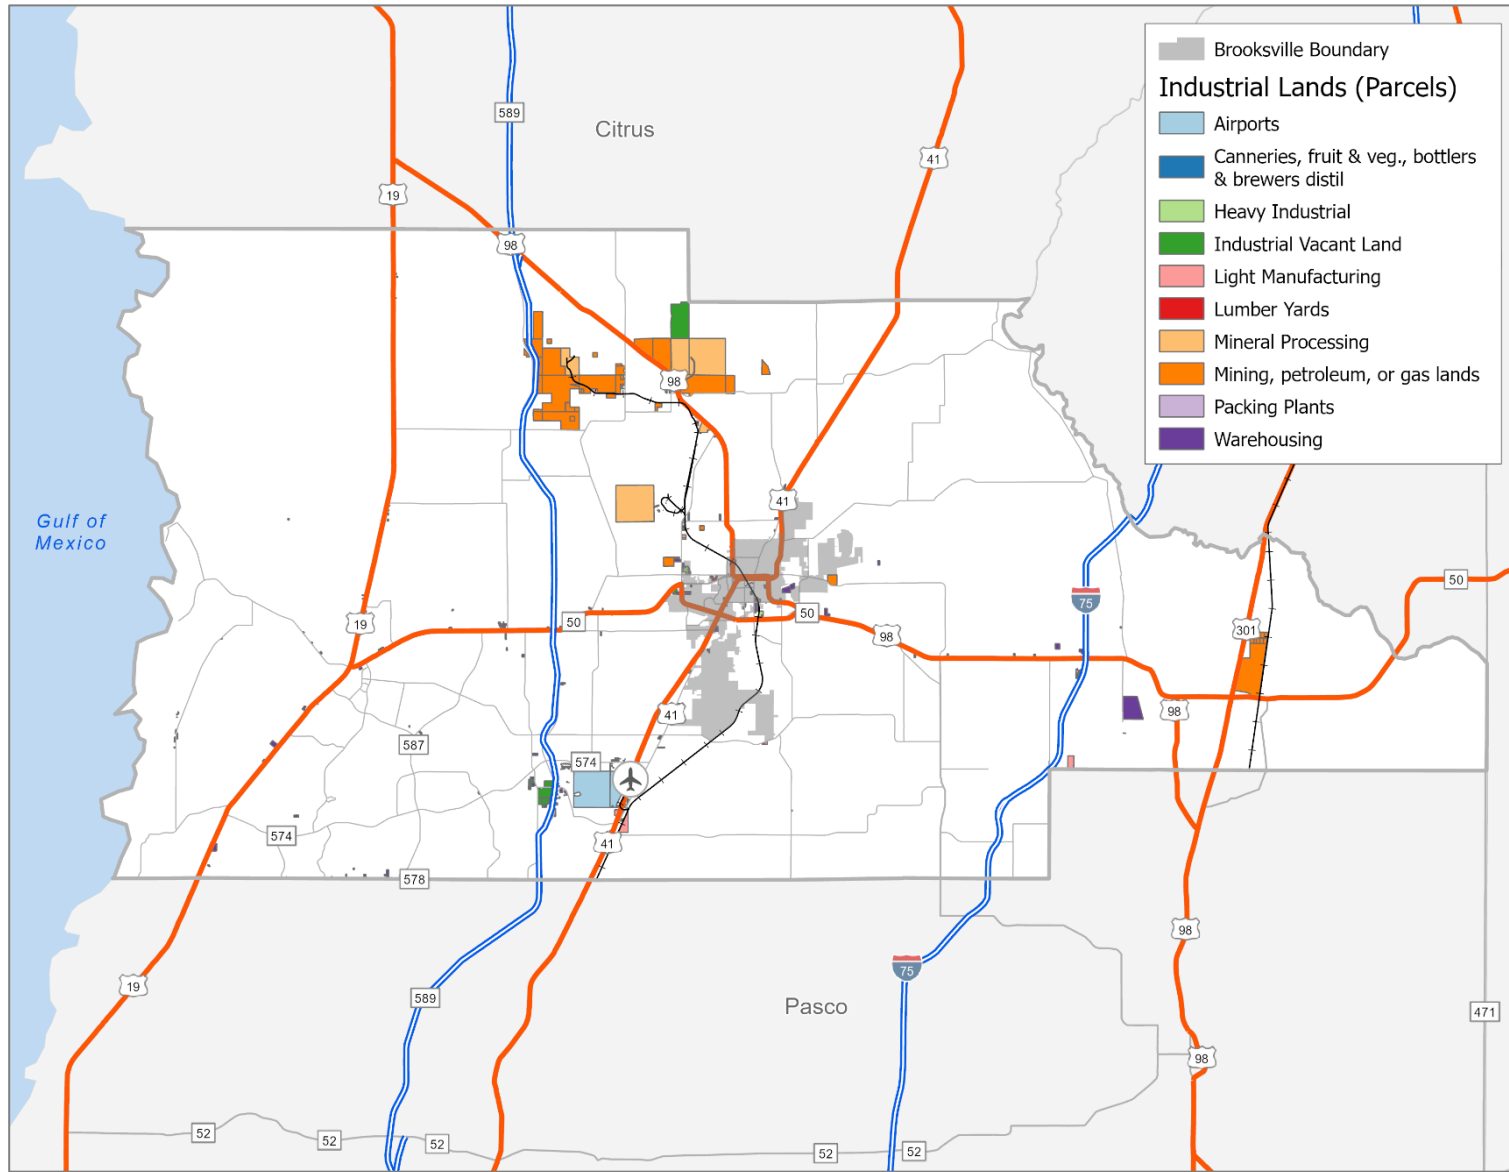 Brooksville Boundary
Industrial Lands (Parcels)
Airports
Canneries, fruit & veg., bottlers
& brewers distil
Heavy Industrial
Industrial Vacant Land
Light Manufacturing
Lumber Yards
Mineral Processing
Mining, petroleum, or gas lands
Packing Plants
Warehousing
589
Citrus
41
19
98
98
41
Gulf of
Mexico
50
75
50
19
50
301
98
41
98
587
574
574
41
578
98
75
19
589
Pasco
471
98
52
52
52
52
52